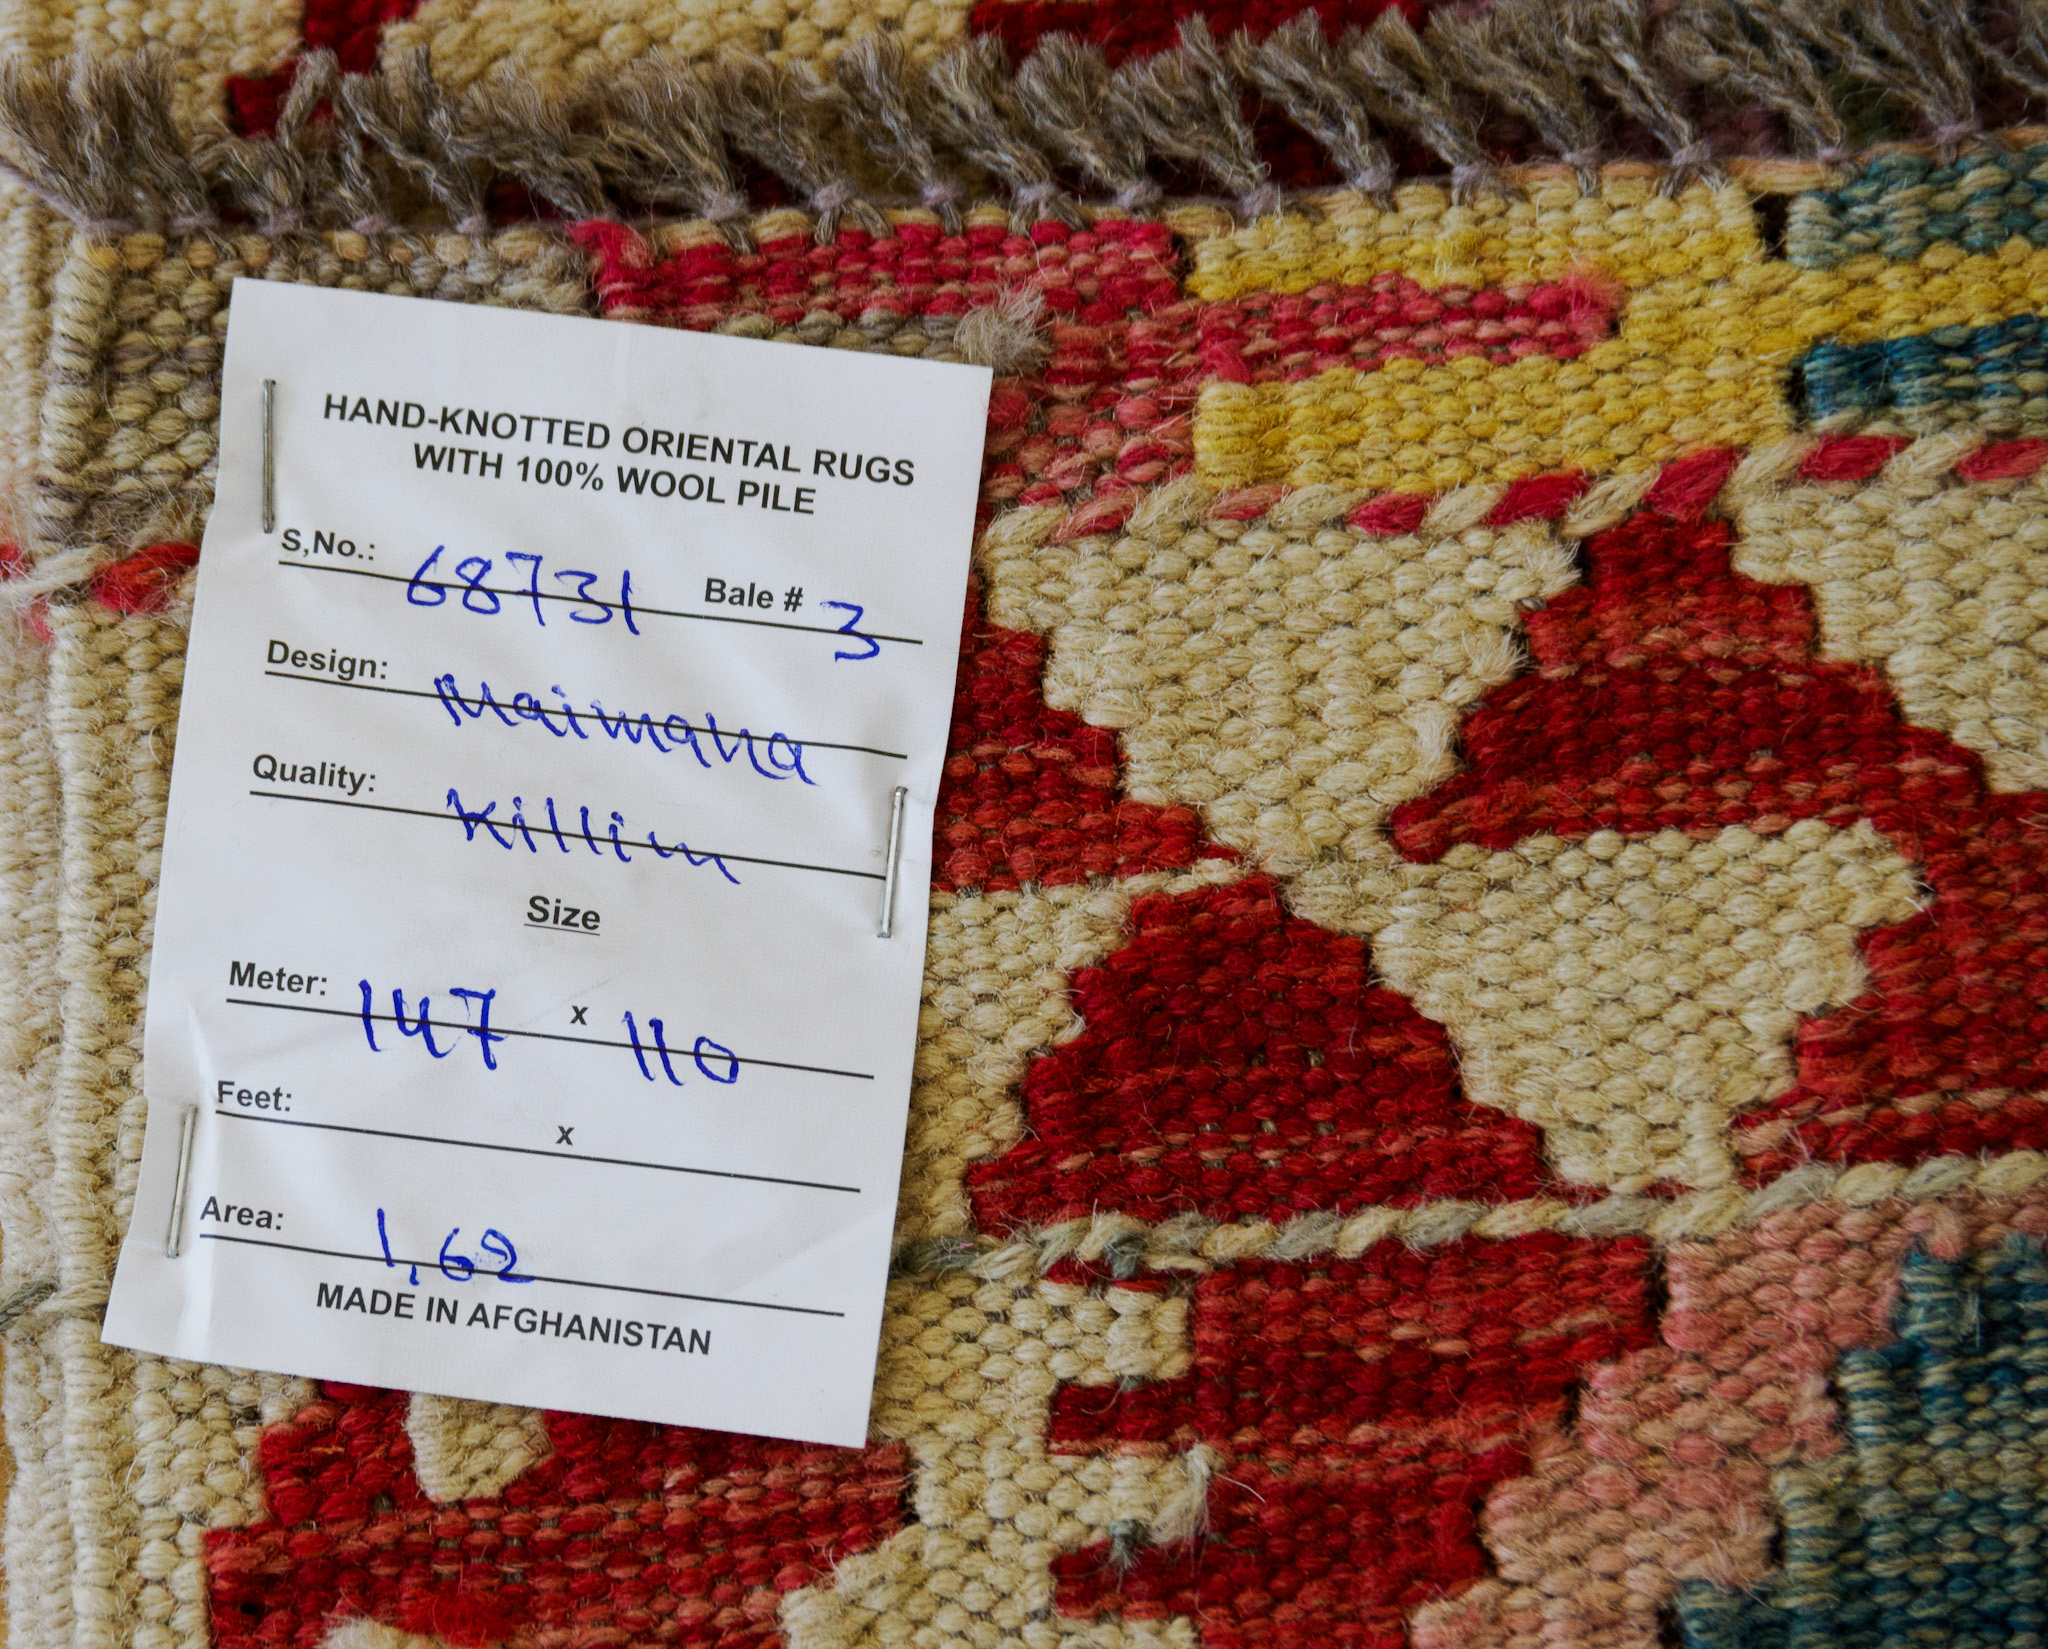 HAND-KNOTTED ORIENTAL RUGS
WITH 100% WOOL PILE
S,No.: 68731 Bale # 3
Design: Maimana
Quality: Killim
Size
Meter: 147 x 110
Feet: x
Area: 1,62
MADE IN AFGHANISTAN